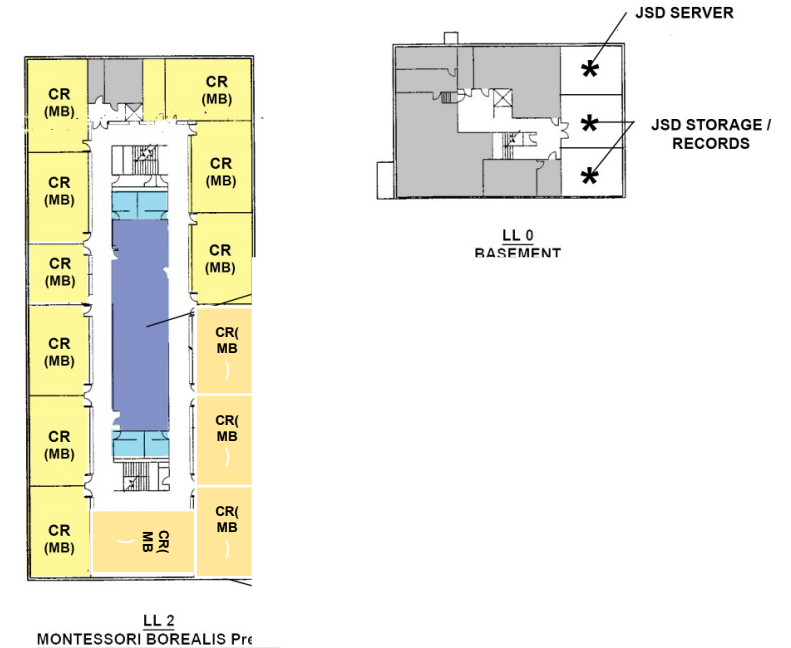 JSD SERVER
JSD STORAGE /
RECORDS
*
*
*
LL 0
BASEMENT
CR
(MB)
CR
(MB)
CR
(MB)
CR
(MB)
CR
(MB)
CR
(MB)
CR
(MB)
CR
(MB)
CR
(MB)
CR(
MB
)
CR(
MB
)
CR(
MB
)
CR(
MB
)
LL 2
MONTESSORI BOREALIS Pre